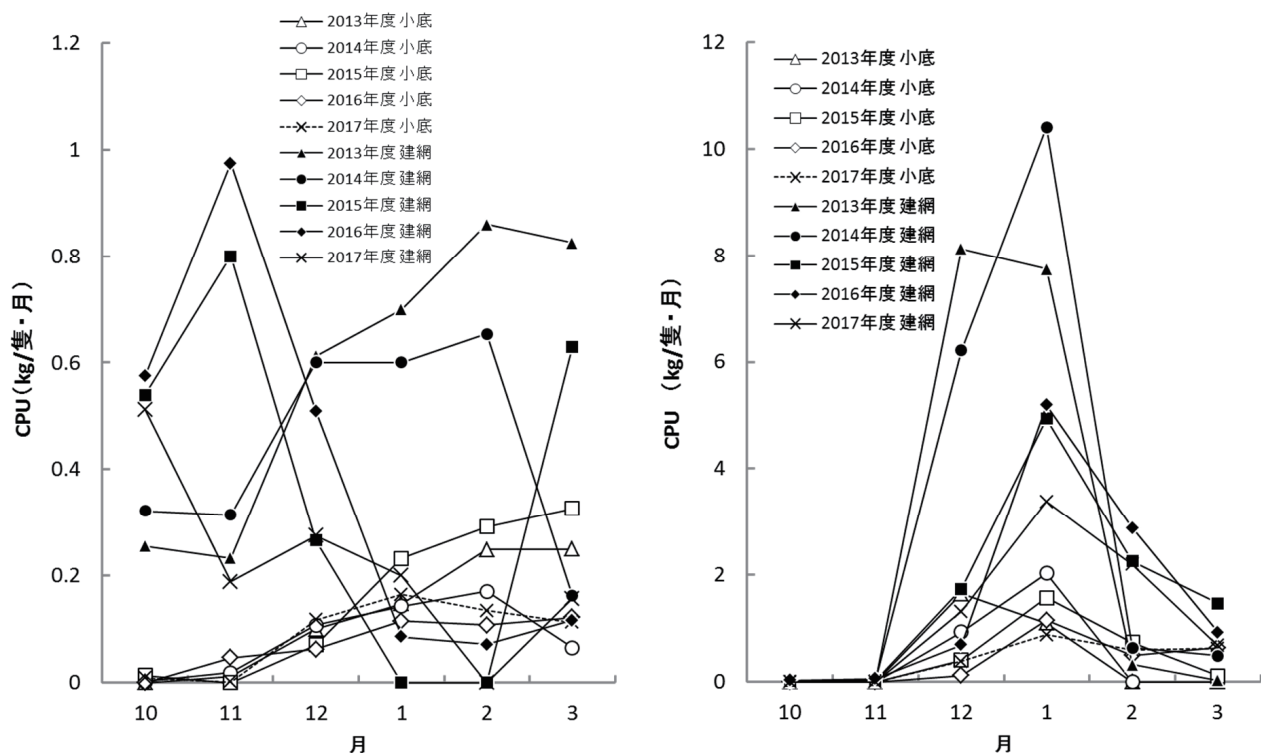 2013年度 小底
2014年度 小底
2015年度 小底
2016年度 小底
2017年度 小底
2013年度 建網
2014年度 建網
2015年度 建網
2016年度 建網
2017年度 建網
1.2
1
0.8
0.6
0.4
0.2
0
CPU（kg/隻・月）
10 11 12 1 2 3
月
2013年度 小底
2014年度 小底
2015年度 小底
2016年度 小底
2017年度 小底
2013年度 建網
2014年度 建網
2015年度 建網
2016年度 建網
2017年度 建網
12
10
8
6
4
2
0
CPU （kg/隻・月）
10 11 12 1 2 3
月